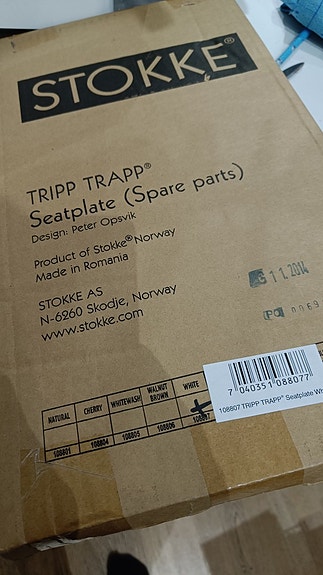 STOKKE®
TRIPP TRAPP®
Seatplate (Spare parts)
Design: Peter Opsvik
Product of Stokke® Norway
Made in Romania
STOKKE AS
N-6260 Skodje, Norway
www.stokke.com
11.2014
0069
NATURAL CHERRY WHITEWASH WALNUT BROWN WHITE
108801 108804 108805 108806 108807
7 040351 088077
108807 TRIPP TRAPP® Seatplate Wh